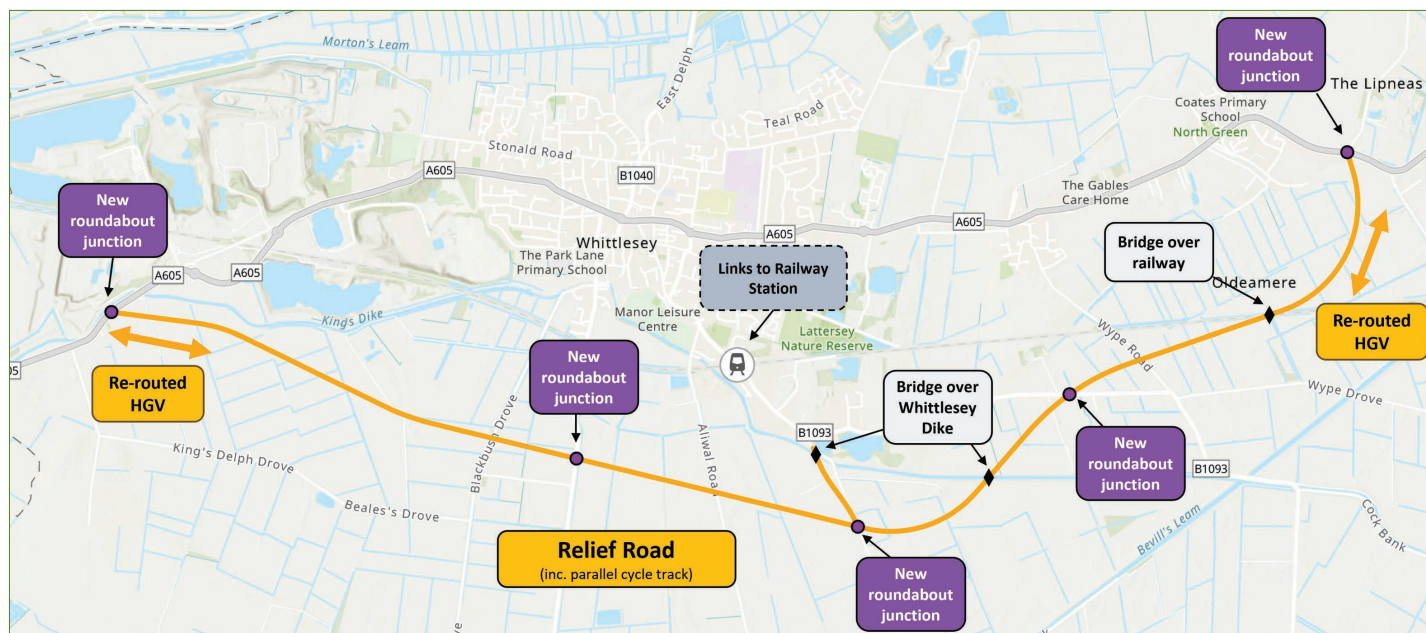 Morton's Leam
East Delph
Teal Road
Stonald Road
B1040
A605
New
roundabout
junction
The Lipneas
Coates Primary
School
North Green
The Gables
Care Home
A605
New
roundabout
junction
A605
A605
A605
Whittlesey
The Park Lane
Primary School
Links to Railway
Station
Bridge over
railway
Oldeamere
King's Dike
Manor Leisure
Centre
Lattersey
Nature Reserve
Wype Road
Re-routed
HGV
05
Re-routed
HGV
New
roundabout
junction
Bridge over
Whittlesey
Dike
Wype Drove
B1093
Blackbush Drove
Aliwal Road
King's Delph Drove
Beales's Drove
New
roundabout
junction
B1093
Cock Bank
Bevill's Leam
Relief Road
(inc. parallel cycle track)
New
roundabout
junction